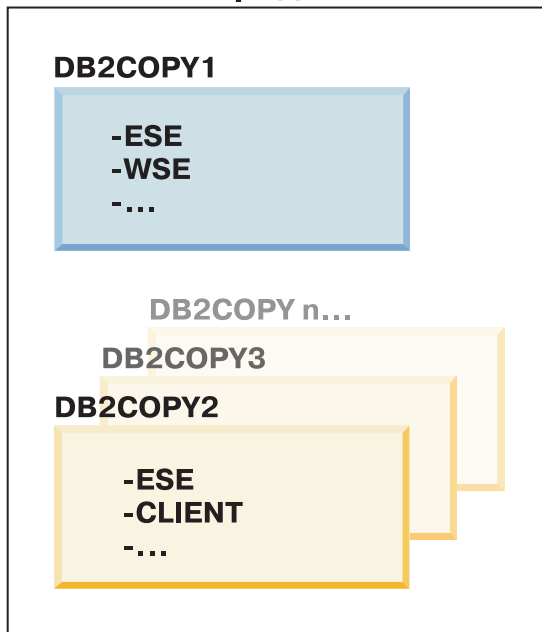 DB2COPY1
-ESE
-WSE
-...
DB2COPY n...
DB2COPY3
DB2COPY2
-ESE
-CLIENT
-...